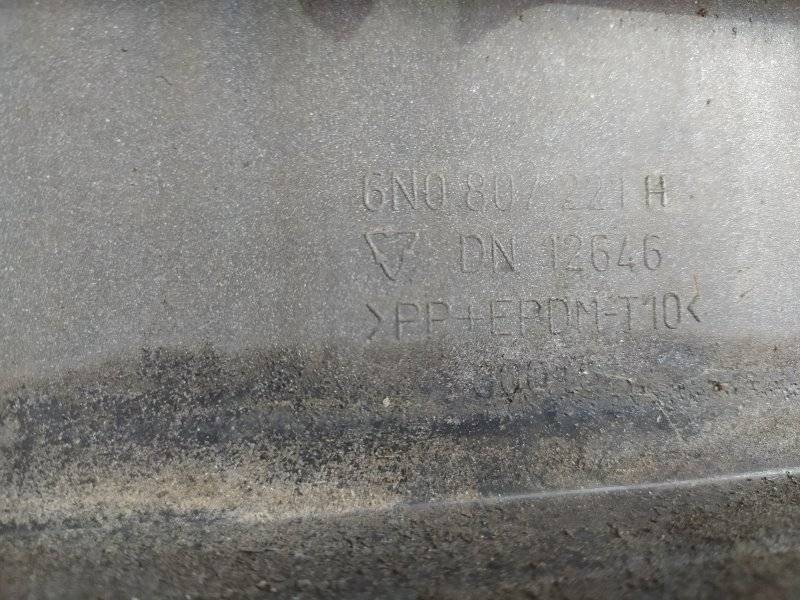 6N0 807 221 H
DN 12646
>PP+EPDM-T10<